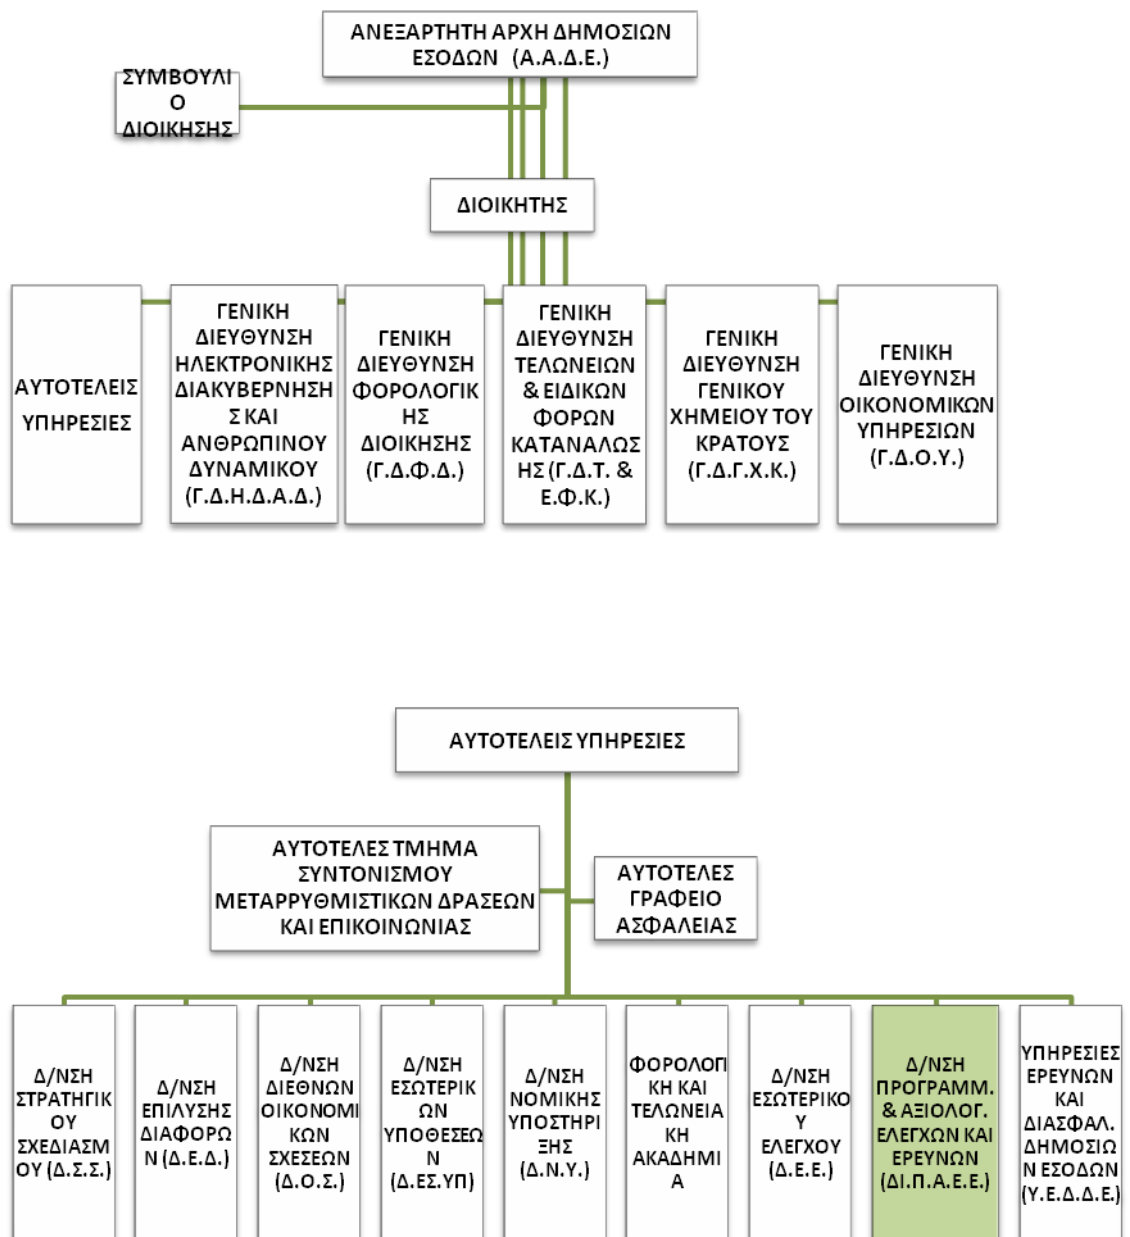 ΑΝΕΞΑΡΤΗΤΗ ΑΡΧΗ ΔΗΜΟΣΙΩΝ
ΕΣΟΔΩΝ (Α.Α.Δ.Ε.)
ΣΥΜΒΟΥΛΙ
Ο
ΔΙΟΙΚΗΣΗΣ
ΔΙΟΙΚΗΤΗΣ
ΑΥΤΟΤΕΛΕΙΣ
ΥΠΗΡΕΣΙΕΣ
ΓΕΝΙΚΗ
ΔΙΕΥΘΥΝΣΗ
ΗΛΕΚΤΡΟΝΙΚΗΣ
ΔΙΑΚΥΒΕΡΝΗΣΗ
Σ ΚΑΙ
ΑΝΘΡΩΠΙΝΟΥ
ΔΥΝΑΜΙΚΟΥ
(Γ.Δ.Η.Δ.Α.Δ.)
ΓΕΝΙΚΗ
ΔΙΕΥΘΥΝΣΗ
ΦΟΡΟΛΟΓΙΚ
ΗΣ
ΔΙΟΙΚΗΣΗΣ
(Γ.Δ.Φ.Δ.)
ΓΕΝΙΚΗ
ΔΙΕΥΘΥΝΣΗ
ΤΕΛΩΝΕΙΩΝ
& ΕΙΔΙΚΩΝ
ΦΟΡΩΝ
ΚΑΤΑΝΑΛΩΣ
ΗΣ (Γ.Δ.Τ. &
Ε.Φ.Κ.)
ΓΕΝΙΚΗ
ΔΙΕΥΘΥΝΣΗ
ΓΕΝΙΚΟΥ
ΧΗΜΕΙΟΥ ΤΟΥ
ΚΡΑΤΟΥΣ
(Γ.Δ.Γ.Χ.Κ.)
ΓΕΝΙΚΗ
ΔΙΕΥΘΥΝΣΗ
ΟΙΚΟΝΟΜΙΚΩΝ
ΥΠΗΡΕΣΙΩΝ
(Γ.Δ.Ο.Υ.)
ΑΥΤΟΤΕΛΕΙΣ ΥΠΗΡΕΣΙΕΣ
ΑΥΤΟΤΕΛΕΣ ΤΜΗΜΑ
ΣΥΝΤΟΝΙΣΜΟΥ
ΜΕΤΑΡΡΥΘΜΙΣΤΙΚΩΝ ΔΡΑΣΕΩΝ
ΚΑΙ ΕΠΙΚΟΙΝΩΝΙΑΣ
ΑΥΤΟΤΕΛΕΣ
ΓΡΑΦΕΙΟ
ΑΣΦΑΛΕΙΑΣ
Δ/ΝΣΗ
ΣΤΡΑΤΗΓΙΚ
ΟΥ
ΣΧΕΔΙΑΣΜ
ΟΥ (Δ.Σ.Σ.)
Δ/ΝΣΗ
ΕΠΙΛΥΣΗΣ
ΔΙΑΦΟΡΩ
Ν (Δ.Ε.Δ.)
Δ/ΝΣΗ
ΔΙΕΘΝΩΝ
ΟΙΚΟΝΟΜΙ
ΚΩΝ
ΣΧΕΣΕΩΝ
(Δ.Ο.Σ.)
Δ/ΝΣΗ
ΕΣΩΤΕΡΙΚ
ΩΝ
ΥΠΟΘΕΣΕΩ
Ν
(Δ.ΕΣ.ΥΠ)
Δ/ΝΣΗ
ΝΟΜΙΚΗΣ
ΥΠΟΣΤΗΡΙ
ΞΗΣ
(Δ.Ν.Υ.)
ΦΟΡΟΛΟΓΙ
ΚΗ ΚΑΙ
ΤΕΛΩΝΕΙΑ
ΚΗ
ΑΚΑΔΗΜΙ
Α
Δ/ΝΣΗ
ΕΣΩΤΕΡΙΚΟ
Υ
ΕΛΕΓΧΟΥ
(Δ.Ε.Ε.)
Δ/ΝΣΗ
ΠΡΟΓΡΑΜΜ.
& ΑΞΙΟΛΟΓ.
ΕΛΕΓΧΩΝ ΚΑΙ
ΕΡΕΥΝΩΝ
(ΔΙ.Π.Α.Ε.Ε.)
ΥΠΗΡΕΣΙΕΣ
ΕΡΕΥΝΩΝ
ΚΑΙ
ΔΙΑΣΦΑΛ.
ΔΗΜΟΣΙΩ
Ν ΕΣΟΔΩΝ
(Υ.Ε.Δ.Δ.Ε.)